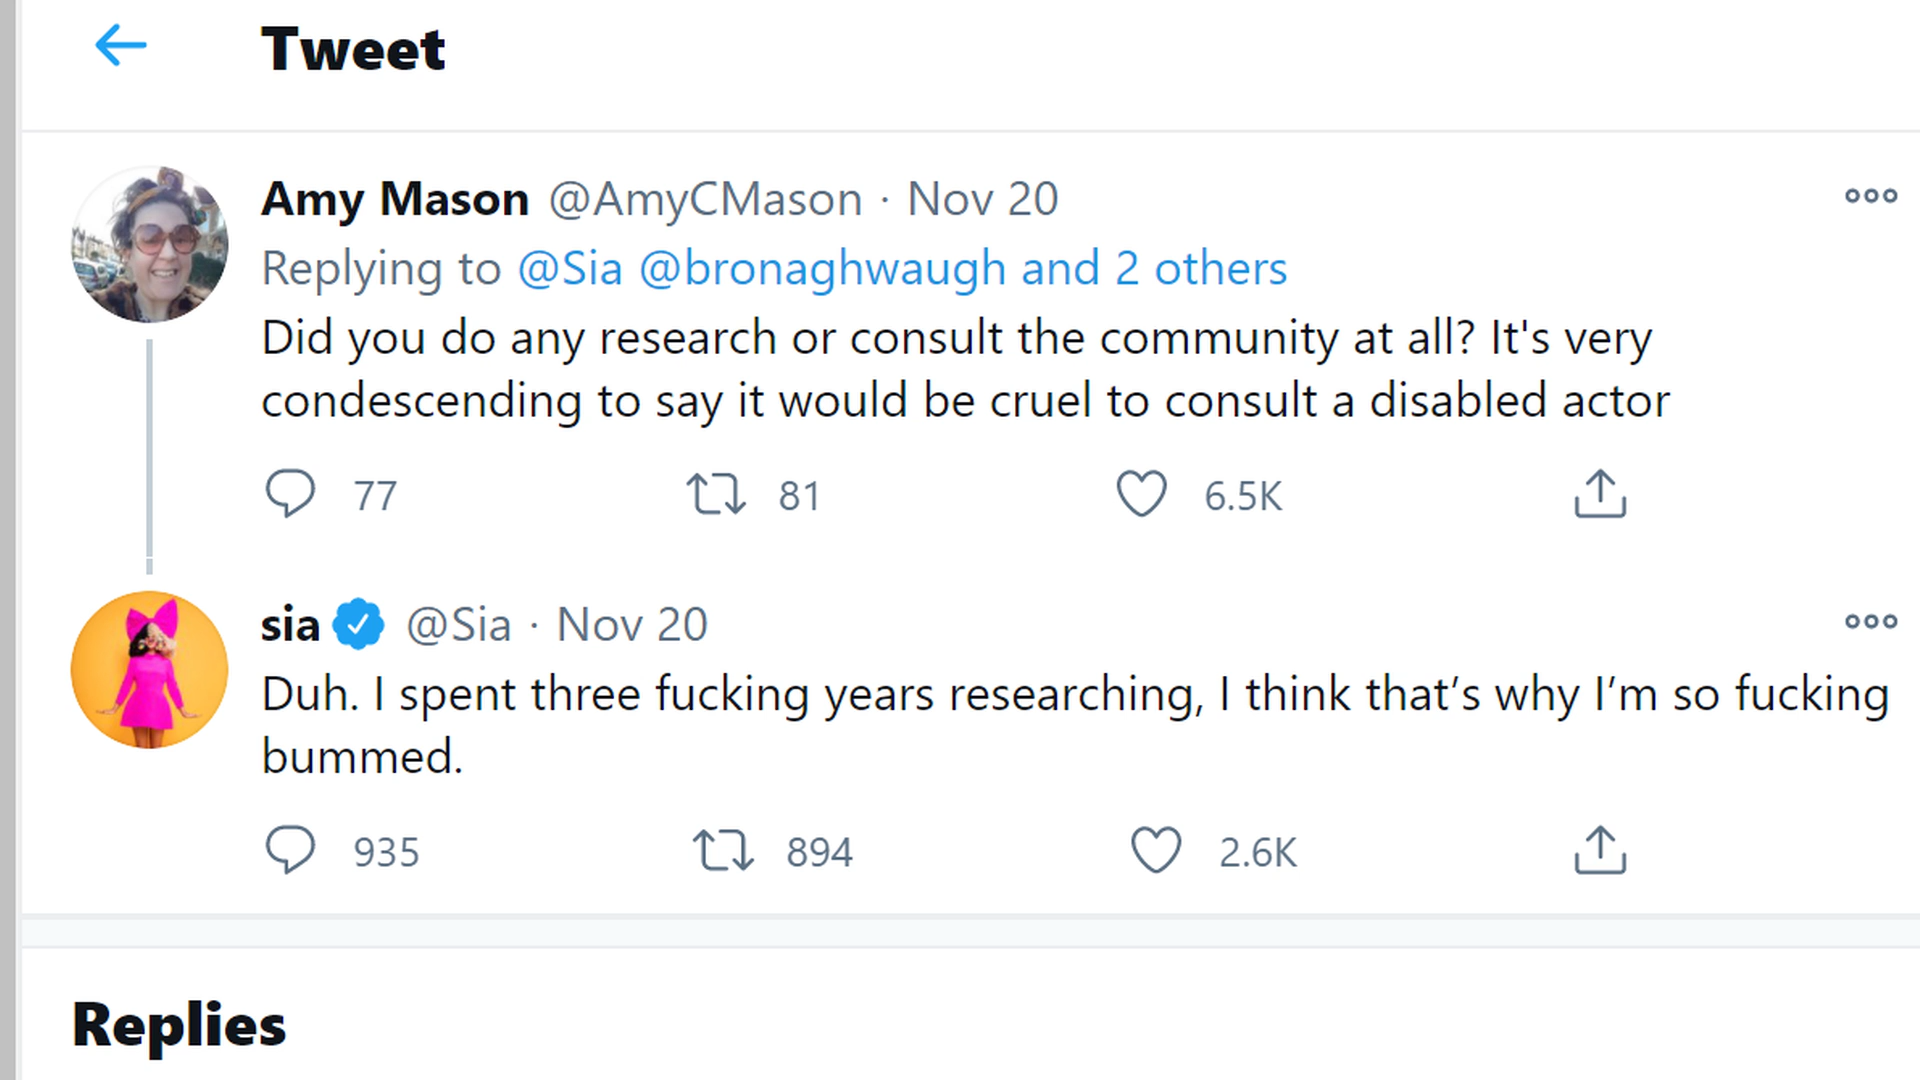 Tweet
Amy Mason @AmyCMason · Nov 20
Replying to @Sia @bronaghwaugh and 2 others
Did you do any research or consult the community at all? It's very
condescending to say it would be cruel to consult a disabled actor
77 81 6.5K
sia @Sia · Nov 20
Duh. I spent three fucking years researching, I think that’s why I’m so fucking
bummed.
935 894 2.6K
Replies